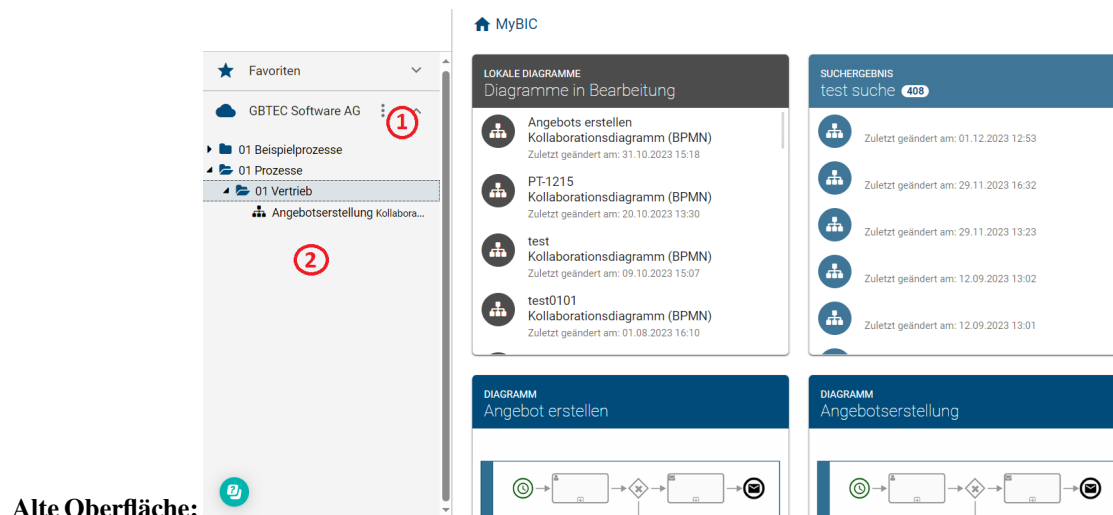 MyBIC
Favoriten
GBTEC Software AG
1
01 Beispielprozesse
01 Prozesse
01 Vertrieb
Angebotserstellung Kollabora...
2
LOKALE DIAGRAMME
Diagramme in Bearbeitung
Angebots erstellen
Kollaborationsdiagramm (BPMN)
Zuletzt geändert am: 31.10.2023 15:18
PT-1215
Kollaborationsdiagramm (BPMN)
Zuletzt geändert am: 20.10.2023 13:30
test
Kollaborationsdiagramm (BPMN)
Zuletzt geändert am: 09.10.2023 15:07
test0101
Kollaborationsdiagramm (BPMN)
Zuletzt geändert am: 01.08.2023 16:10
SUCHERGEBNIS
test suche 408
Zuletzt geändert am: 01.12.2023 12:53
Zuletzt geändert am: 29.11.2023 16:32
Zuletzt geändert am: 29.11.2023 13:23
Zuletzt geändert am: 12.09.2023 13:02
Zuletzt geändert am: 12.09.2023 13:01
DIAGRAMM
Angebot erstellen
DIAGRAMM
Angebotserstellung
Alte Oberfläche: